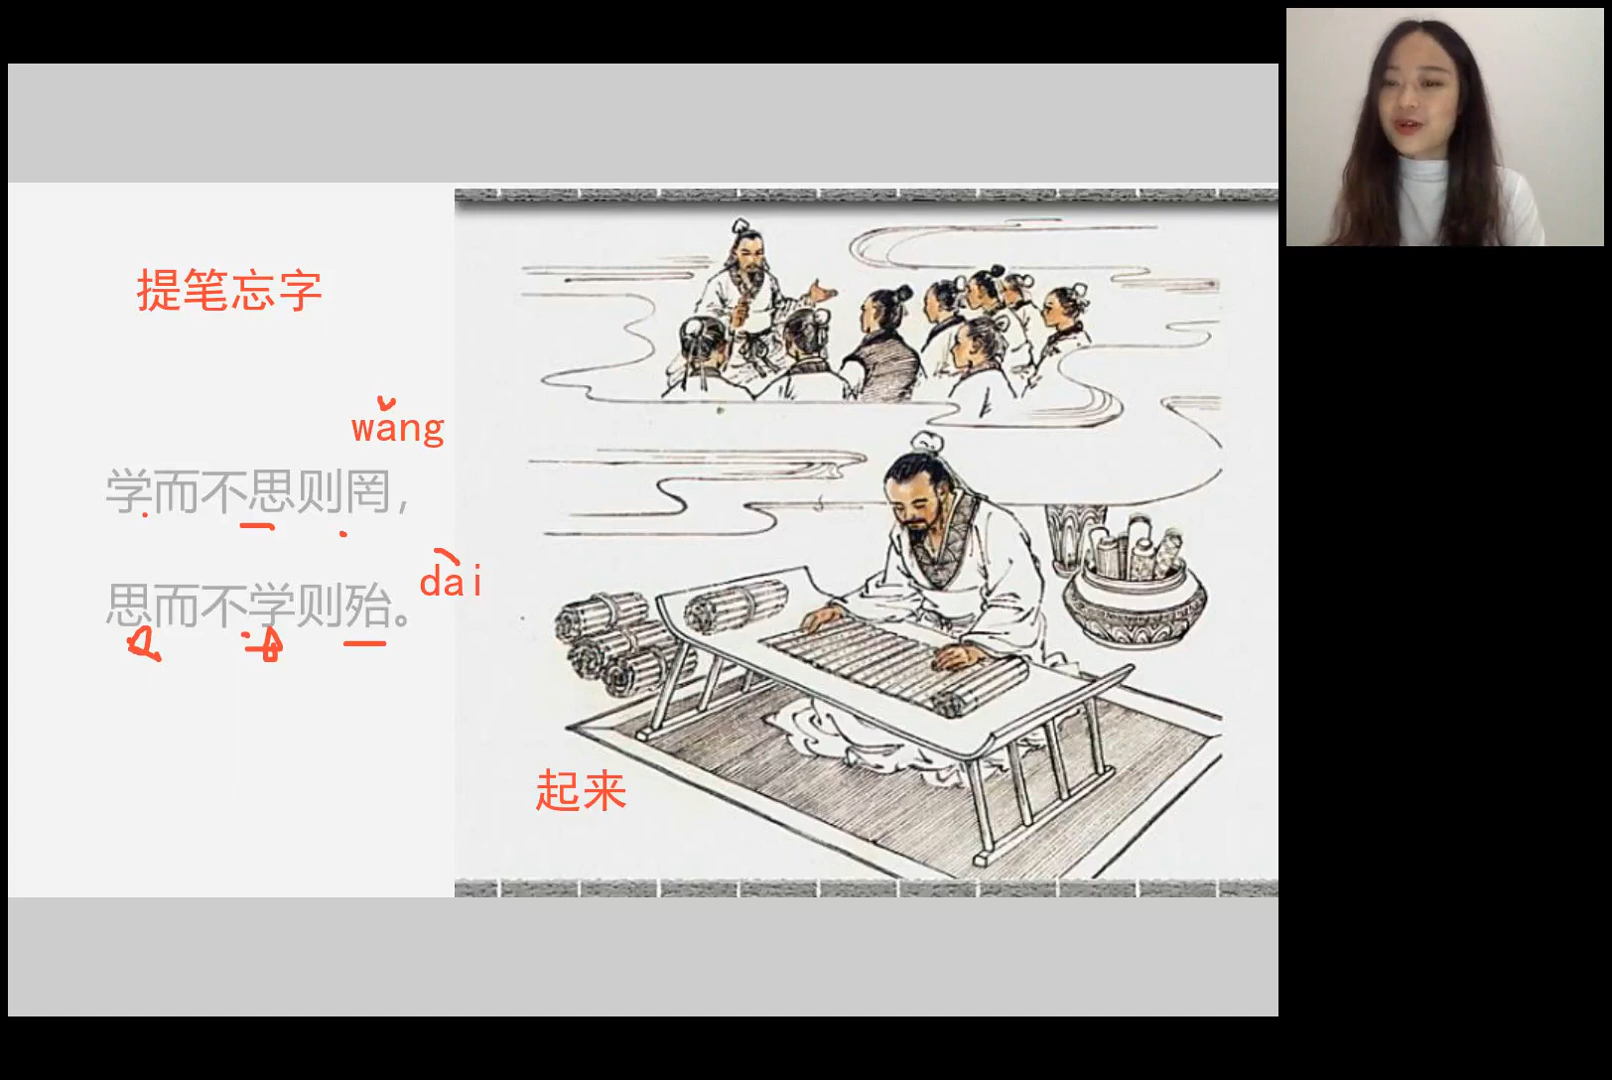 提笔忘字
wang
学而不思则罔，
dai
思而不学则殆。
起来